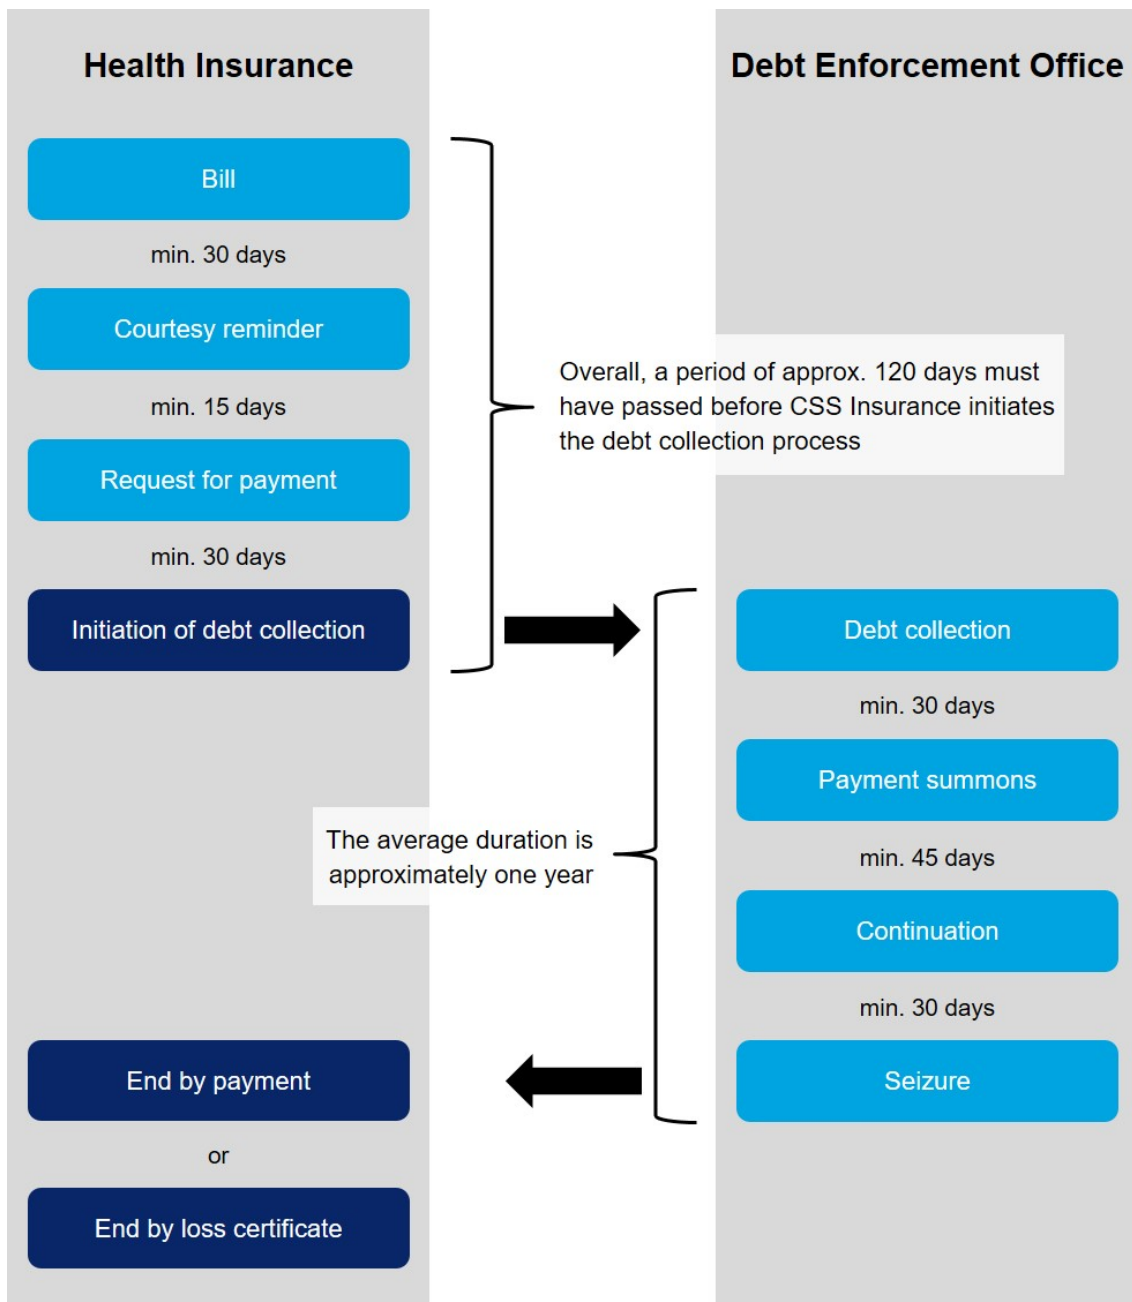 Health Insurance
Bill
min. 30 days
Courtesy reminder
min. 15 days
Request for payment
min. 30 days
Initiation of debt collection
Overall, a period of approx. 120 days must
have passed before CSS Insurance initiates
the debt collection process
Debt Enforcement Office
Debt collection
min. 30 days
Payment summons
min. 45 days
Continuation
min. 30 days
Seizure
The average duration is
approximately one year
End by payment
or
End by loss certificate